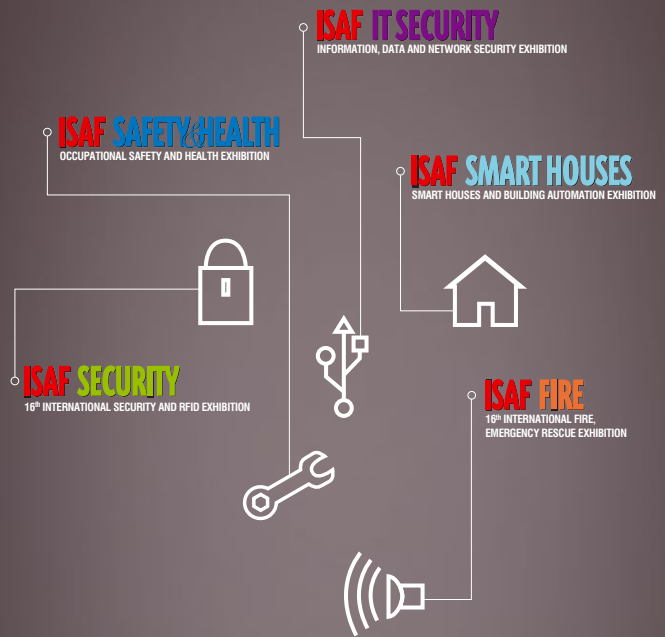 ISAF IT SECURITY
INFORMATION, DATA AND NETWORK SECURITY EXHIBITION
ISAF SAFETY&HEALTH
OCCUPATIONAL SAFETY AND HEALTH EXHIBITION
ISAF SMART HOUSES
SMART HOUSES AND BUILDING AUTOMATION EXHIBITION
ISAF SECURITY
16th INTERNATIONAL SECURITY AND RFID EXHIBITION
ISAF FIRE
16th INTERNATIONAL FIRE,
EMERGENCY RESCUE EXHIBITION